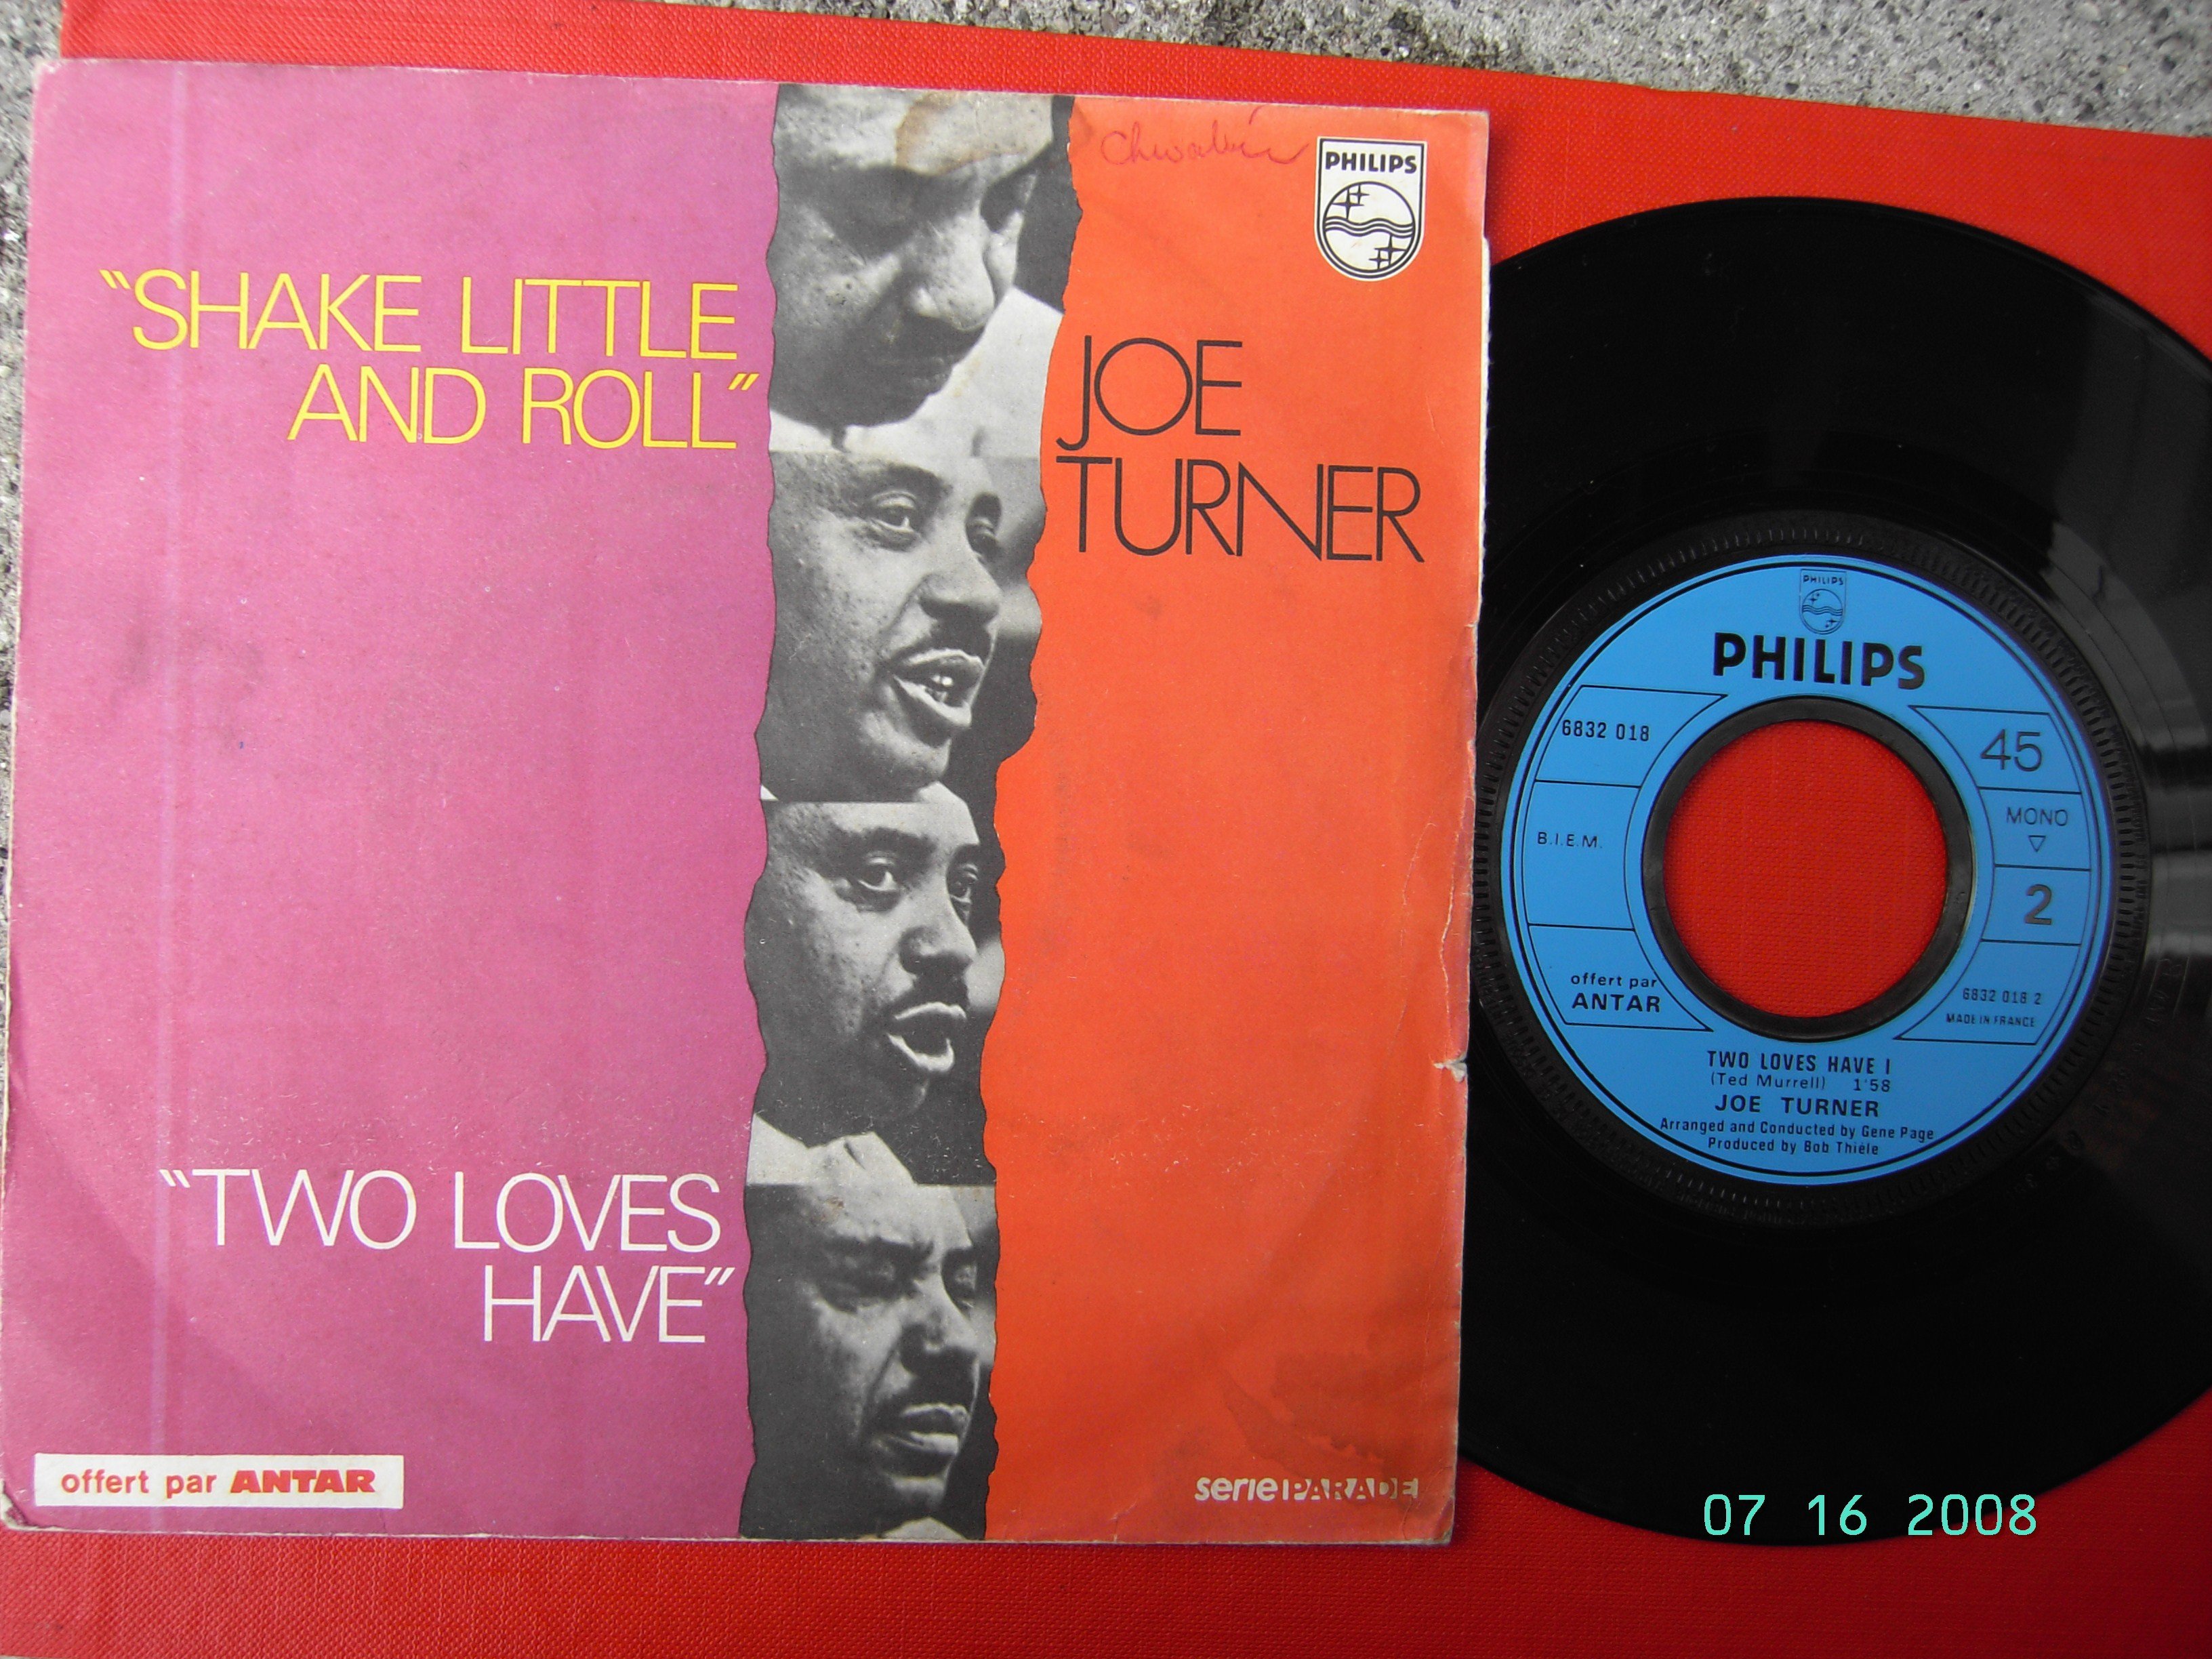 PHILIPS
"SHAKE LITTLE
AND ROLL"
JOE
TURNER
"TWO LOVES
HAVE"
offert par ANTAR
serie PARADE
PHILIPS
PHILIPS
6832 018
45
B.I.E.M.
MONO
2
offert par
ANTAR
6832 018 2
MADE IN FRANCE
TWO LOVES HAVE I
(Ted Murrell) 1'58
JOE TURNER
Arranged and Conducted by Gene Page
Produced by Bob Thiele
07 16 2008